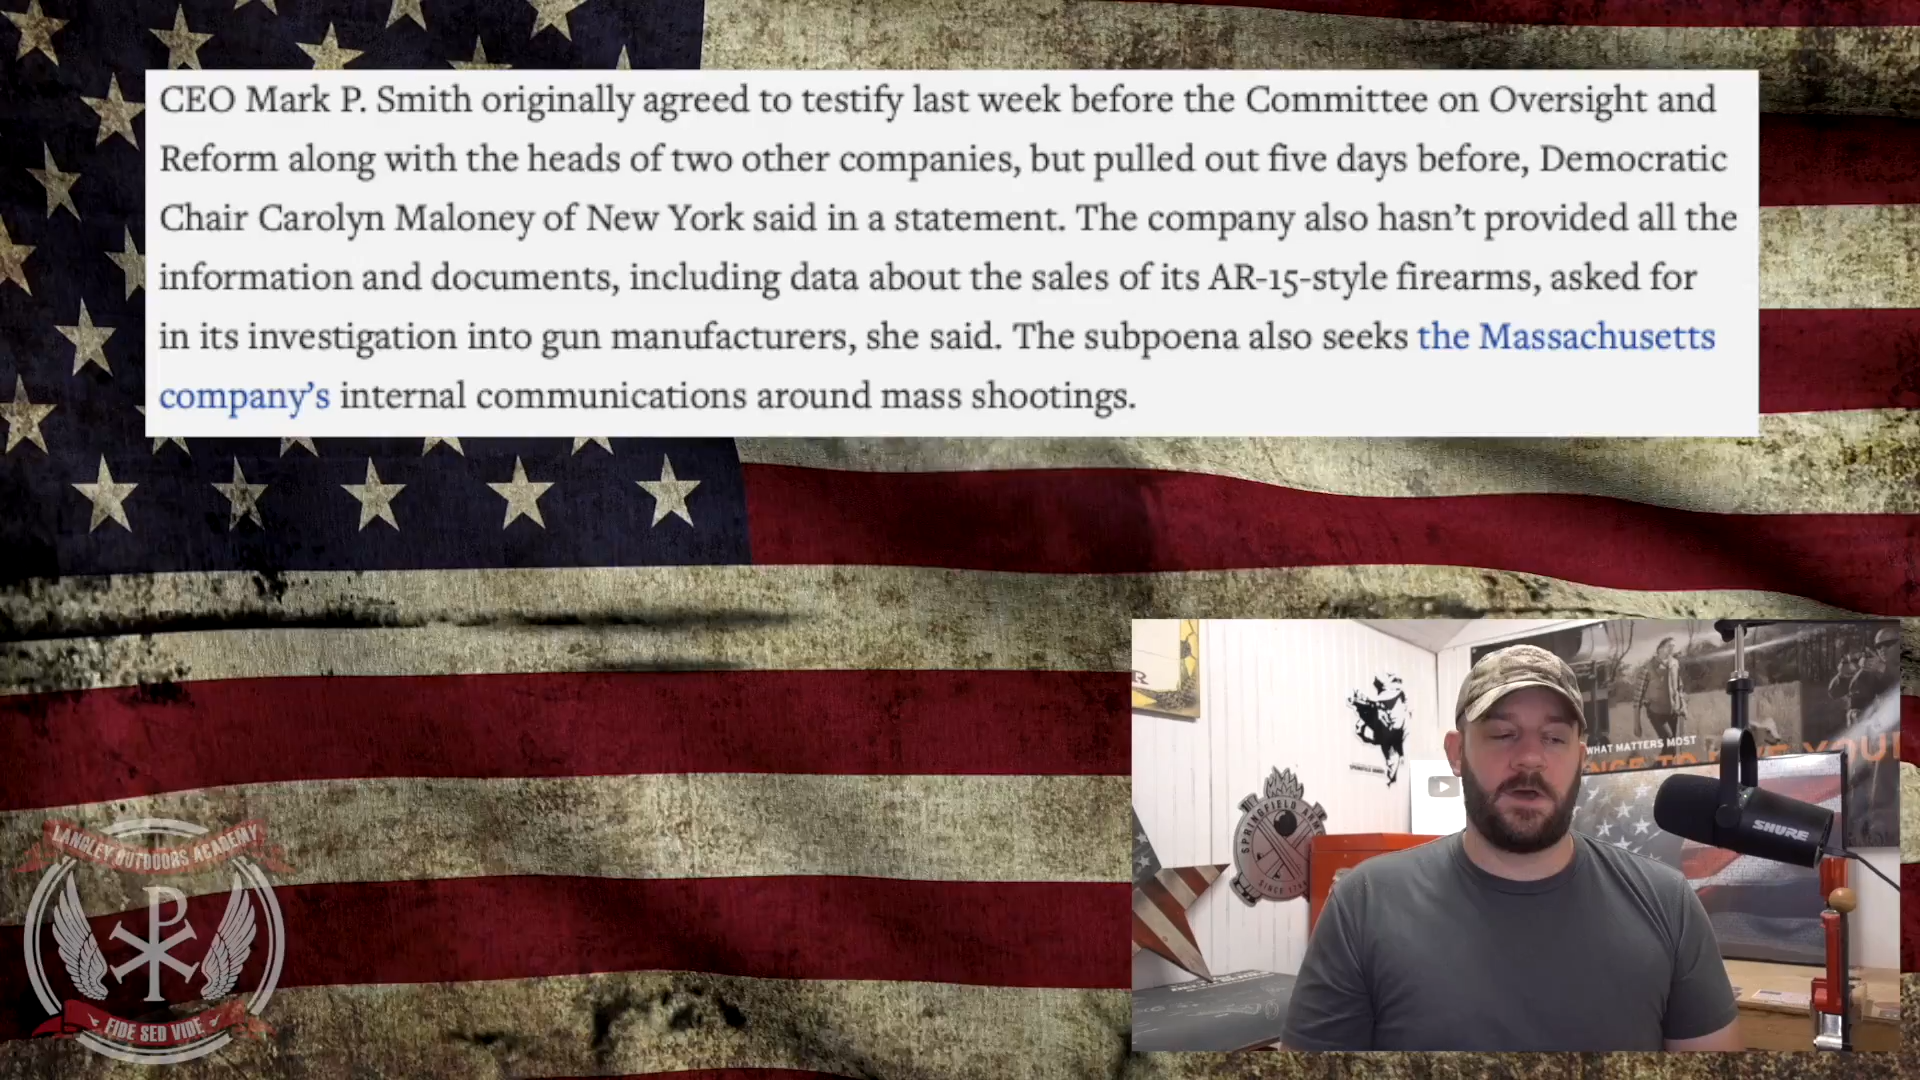 CEO Mark P. Smith originally agreed to testify last week before the Committee on Oversight and
Reform along with the heads of two other companies, but pulled out five days before, Democratic
Chair Carolyn Maloney of New York said in a statement. The company also hasn’t provided all the
information and documents, including data about the sales of its AR-15-style firearms, asked for
in its investigation into gun manufacturers, she said. The subpoena also seeks the Massachusetts
company’s internal communications around mass shootings.
WHAT MATTERS MOST
SPRINGFIELD ARMORY
SHURE
SPRINGFIELD
SINCE
LANGLEY OUTDOORS ACADEMY
FIDE SED VIDE